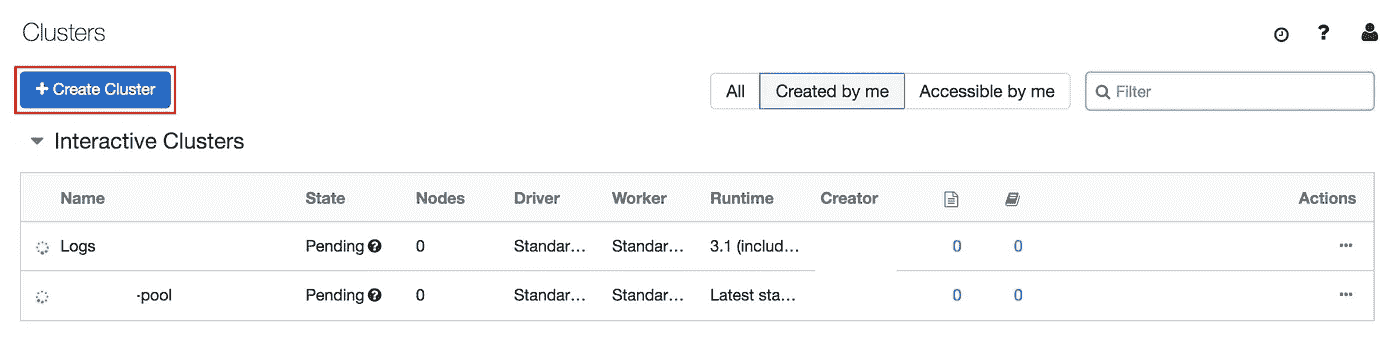 Clusters
?
+ Create Cluster
All Created by me Accessible by me Filter
Interactive Clusters
Name State Nodes Driver Worker Runtime Creator Actions
Logs Pending ? 0 Standar... Standar... 3.1 (includ... 0 0 ...
-pool Pending ? 0 Standar... Standar... Latest sta... 0 0 ...